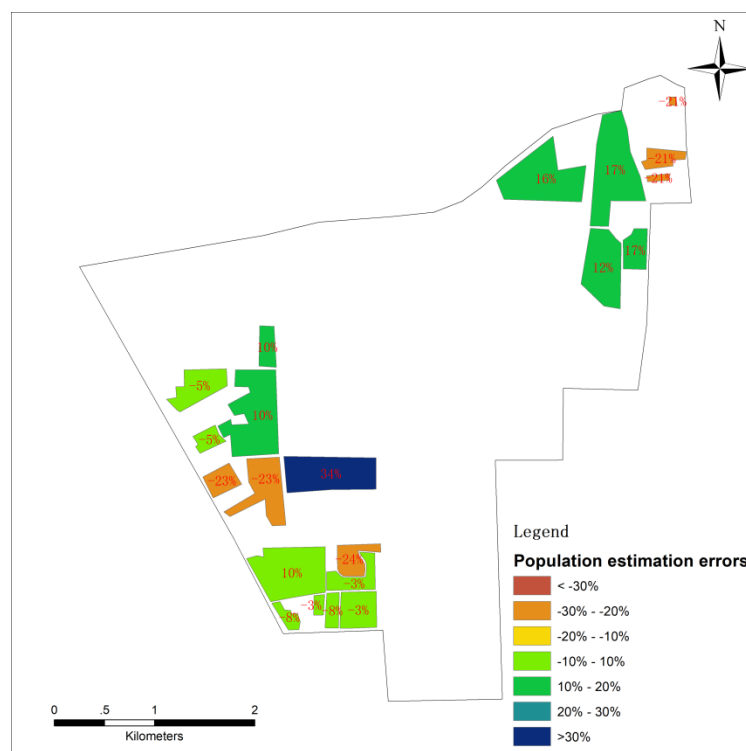 N
-21%
-21%
17%
16%
-21%
17%
12%
10%
-5%
10%
-5%
34%
-23%
-23%
-24%
10%
-3%
-3%
-8%
-3%
-8%
Legend
Population estimation errors
< -30%
-30% - -20%
-20% - -10%
-10% - 10%
10% - 20%
20% - 30%
>30%
0 .5 1 2
Kilometers